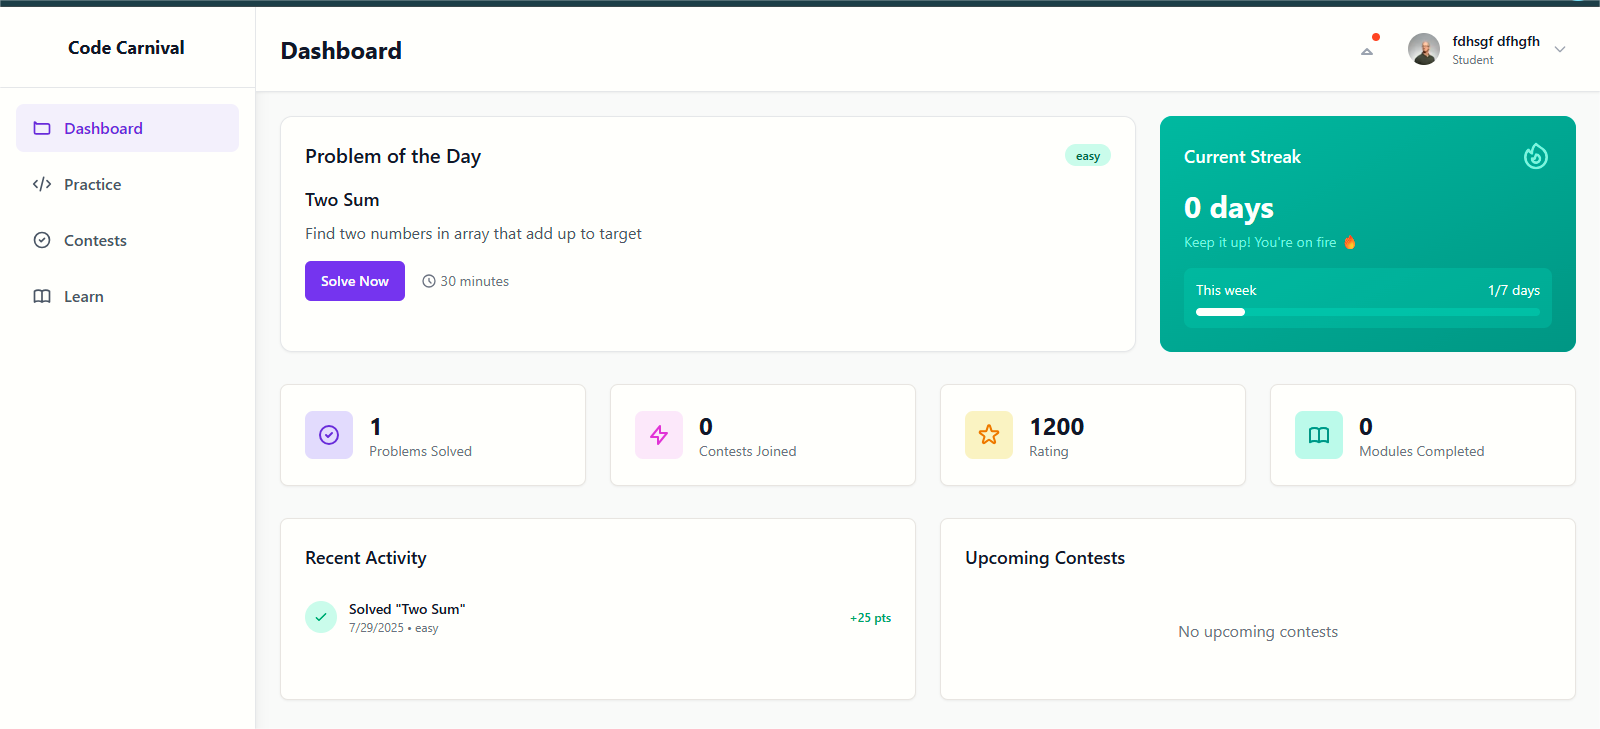 Code Carnival
Dashboard
Practice
Contests
Learn
Dashboard
fdhsgf dfhgfh
Student
Problem of the Day
easy
Two Sum
Find two numbers in array that add up to target
Solve Now
30 minutes
Current Streak
0 days
Keep it up! You're on fire 🔥
This week
1/7 days
1
Problems Solved
0
Contests Joined
1200
Rating
0
Modules Completed
Recent Activity
Solved "Two Sum"
7/29/2025 • easy
+25 pts
Upcoming Contests
No upcoming contests